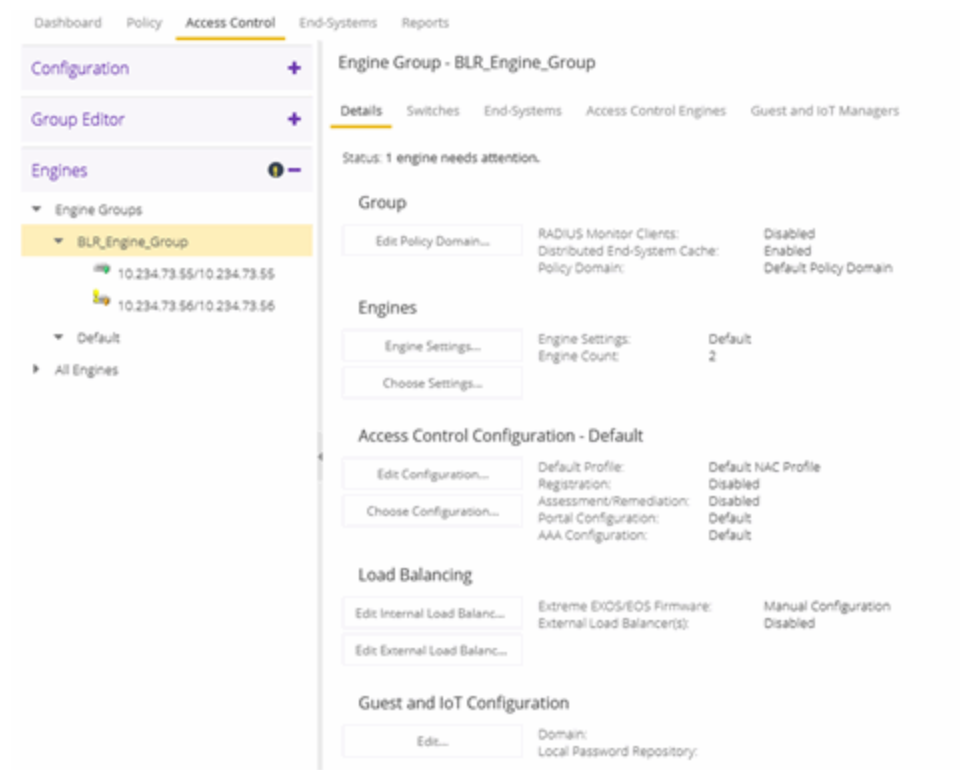 Dashboard Policy Access Control End-Systems Reports
Configuration
Group Editor
Engines
Engine Groups
BLR_Engine_Group
10.234.73.55/10.234.73.55
10.234.73.56/10.234.73.56
Default
All Engines
Engine Group - BLR_Engine_Group
Details Switches End-Systems Access Control Engines Guest and IoT Managers
Status: 1 engine needs attention.
Group
Edit Policy Domain...
RADIUS Monitor Clients: Disabled
Distributed End-System Cache: Enabled
Policy Domain: Default Policy Domain
Engines
Engine Settings...
Choose Settings...
Engine Settings: Default
Engine Count: 2
Access Control Configuration - Default
Edit Configuration...
Choose Configuration...
Default Profile: Default NAC Profile
Registration: Disabled
Assessment/Remediation: Disabled
Portal Configuration: Default
AAA Configuration: Default
Load Balancing
Edit Internal Load Balanc...
Edit External Load Balanc...
Extreme EXOS/EOS Firmware: Manual Configuration
External Load Balancer(s): Disabled
Guest and IoT Configuration
Edit...
Domain:
Local Password Repository: